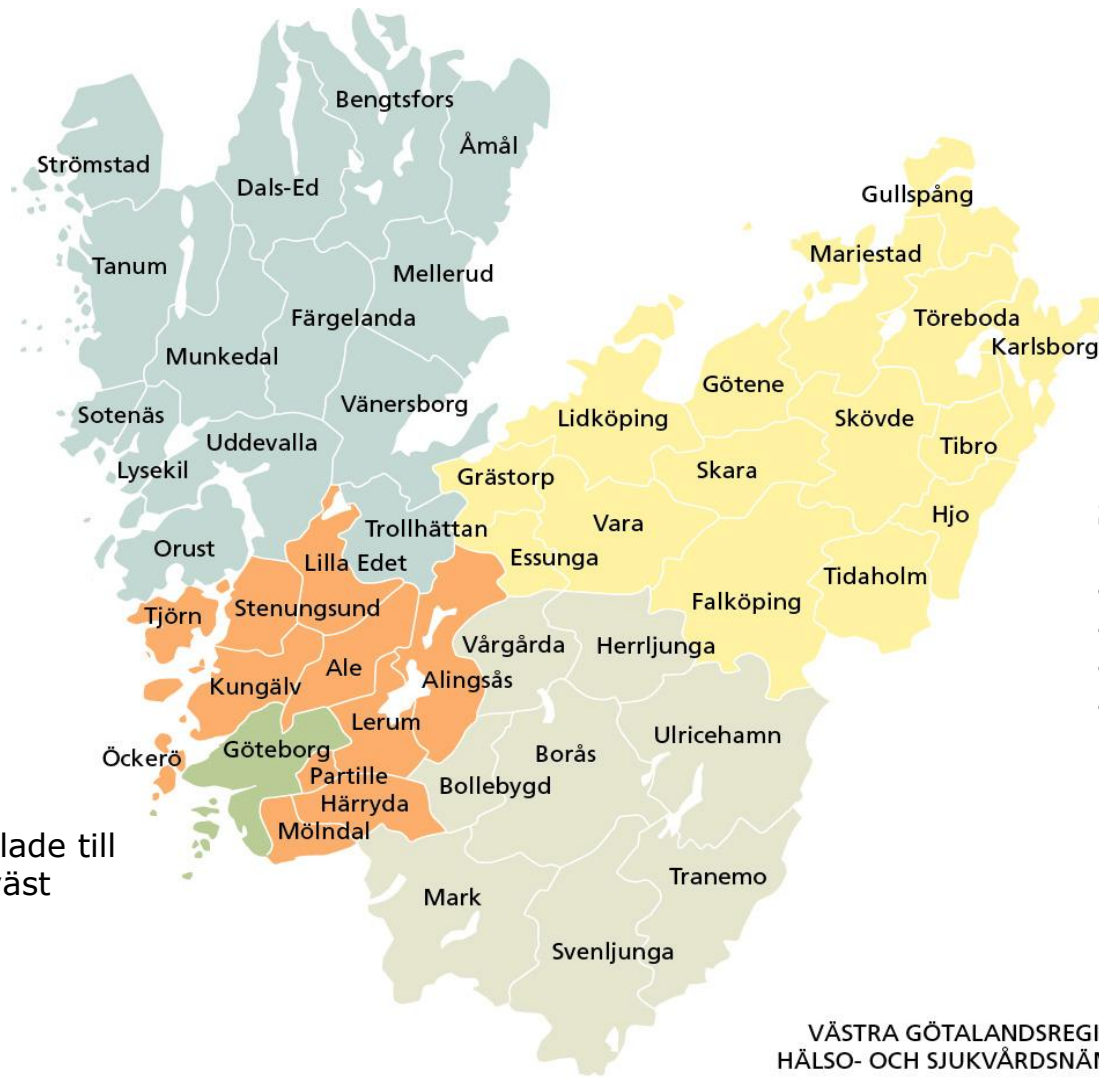 Bengtsfors
Åmål
Strömstad
Dals-Ed
Gullspång
Mariestad
Tanum
Mellerud
Färgelanda
Töreboda
Karlsborg
Munkedal
Götene
Vänersborg
Sotenäs
Lidköping
Skövde
Uddevalla
Tibro
Lysekil
Grästorp
Skara
Hjo
Trollhättan
Vara
Orust
Essunga
Lilla Edet
Tidaholm
Falköping
Tjörn
Stenungsund
Vårgårda
Herrljunga
Ale
Kungälv
Alingsås
Lerum
Ulricehamn
Öckerö
Göteborg
Borås
Partille
Bollebygd
Härryda
Mölndal
lade till
väst
Tranemo
Mark
Svenljunga
VÄSTRA GÖTALANDSREGI
HÄLSO- OCH SJUKVÅRDSNÄM